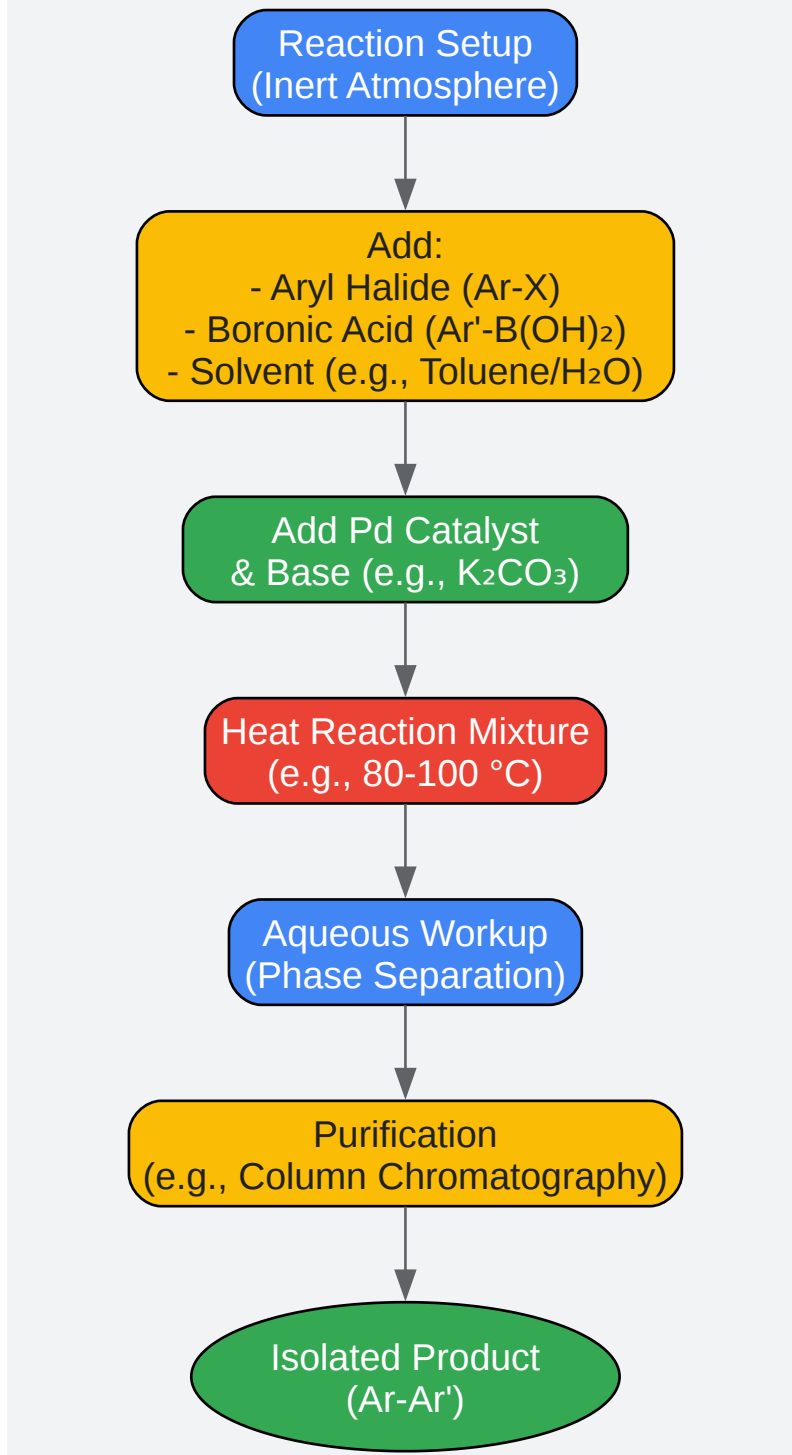 Reaction Setup
(Inert Atmosphere)
Add:
- Aryl Halide (Ar-X)
- Boronic Acid (Ar'-B(OH)₂)
- Solvent (e.g., Toluene/H₂O)
Add Pd Catalyst
& Base (e.g., K₂CO₃)
Heat Reaction Mixture
(e.g., 80-100 °C)
Aqueous Workup
(Phase Separation)
Purification
(e.g., Column Chromatography)
Isolated Product
(Ar-Ar')